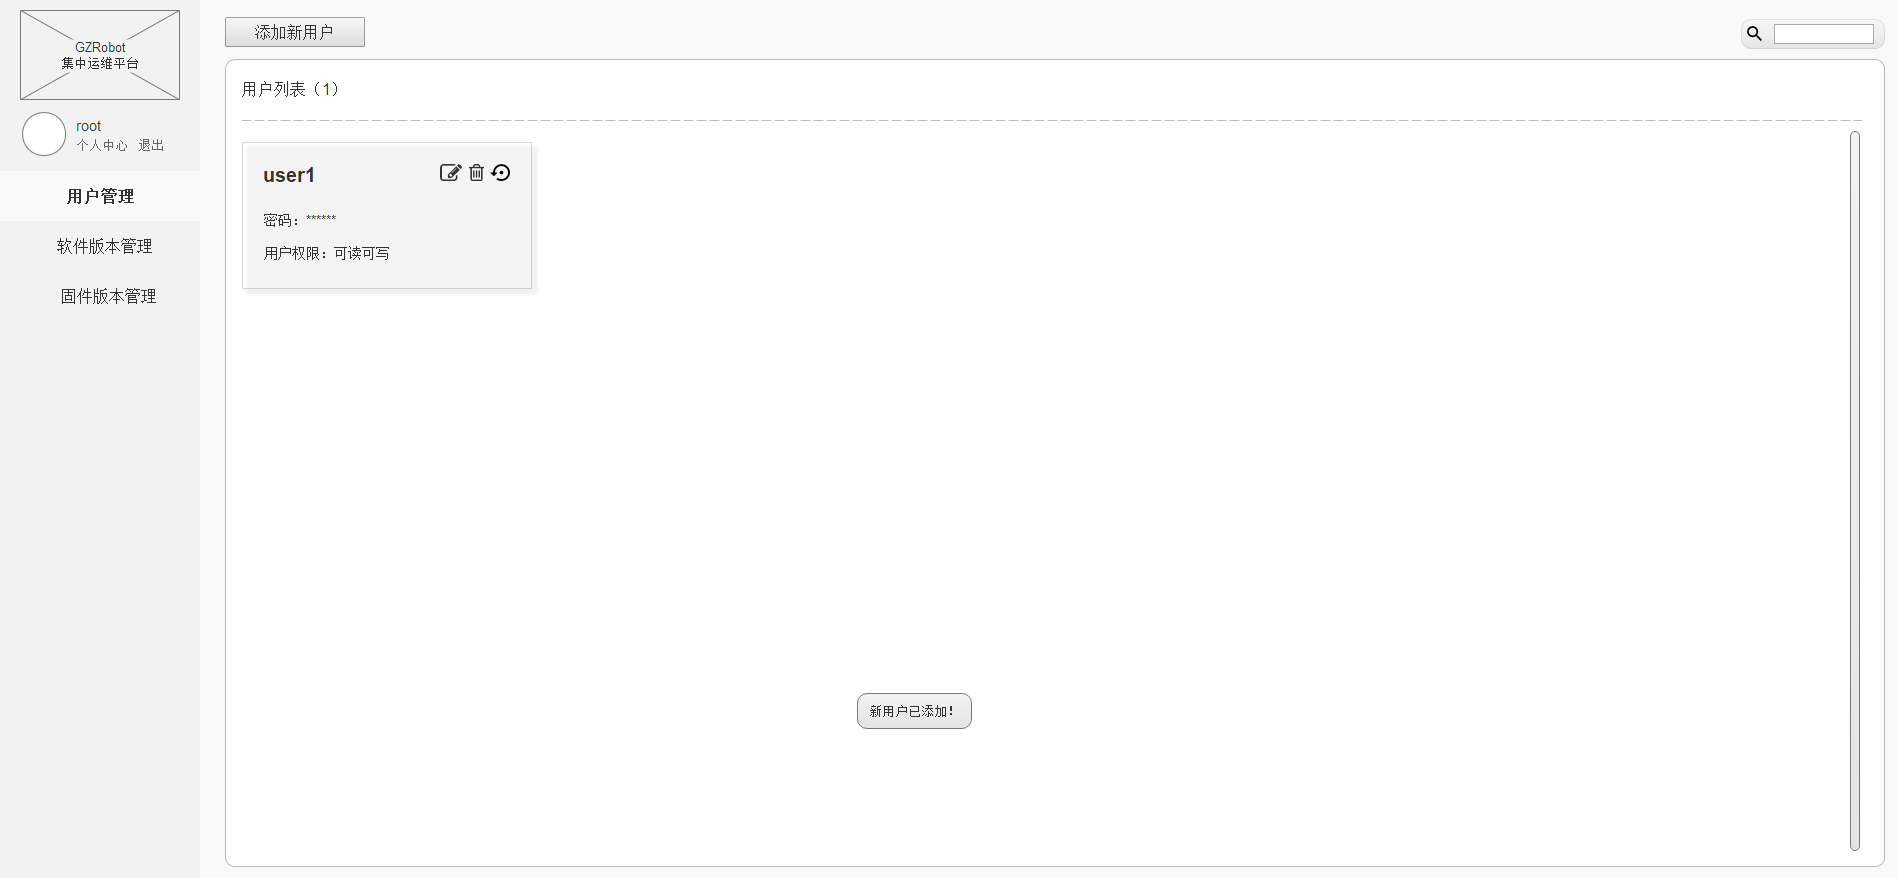 GZRobot
集中运维平台
root
个人中心 退出
用户管理
软件版本管理
固件版本管理
添加新用户
用户列表（1）
user1
密码：******
用户权限：可读可写
新用户已添加！